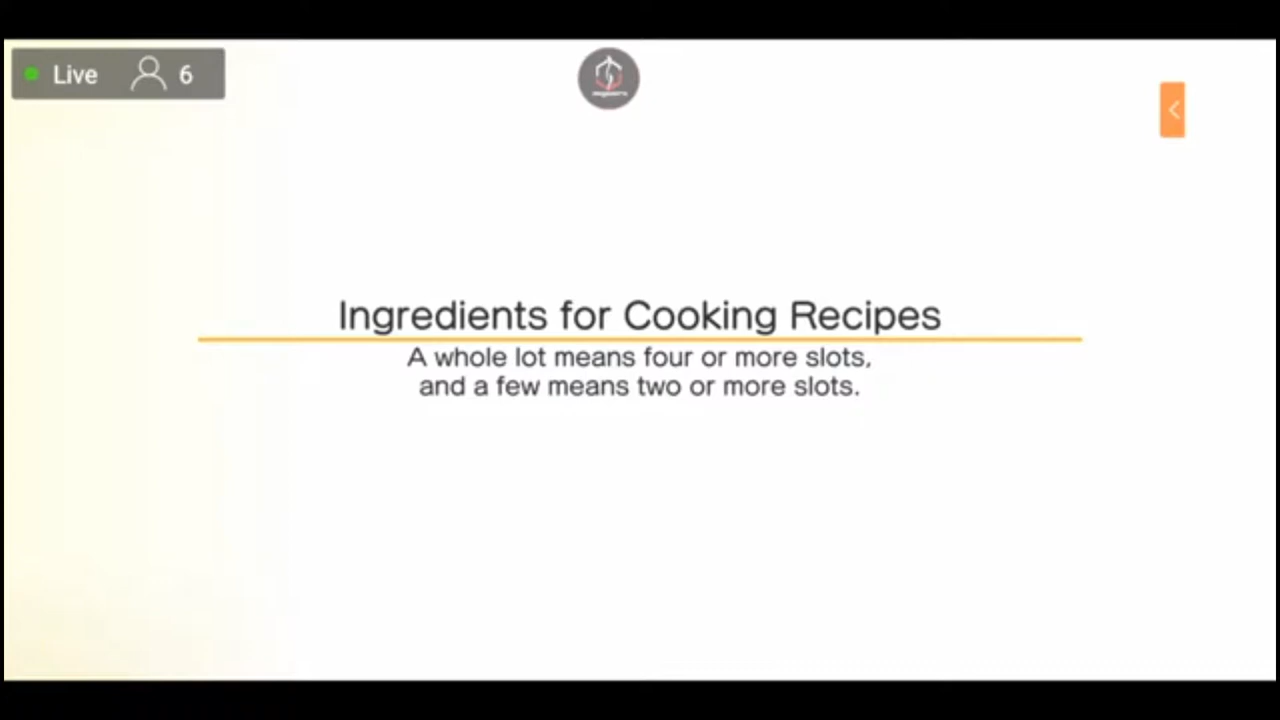 Live 6
Ingredients for Cooking Recipes
A whole lot means four or more slots,
and a few means two or more slots.